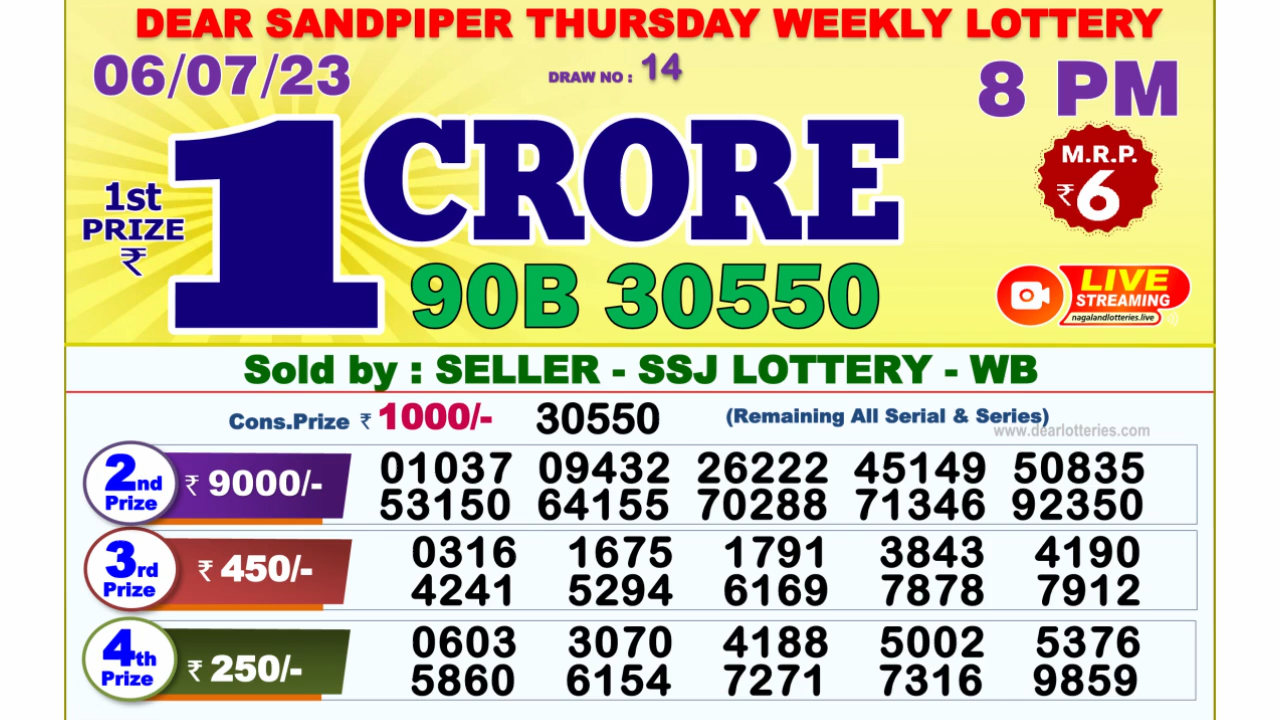 DEAR SANDPIPER THURSDAY WEEKLY LOTTERY
06/07/23
DRAW NO : 14
8 PM
1st
PRIZE
₹
1 CRORE
90B 30550
M.R.P.
₹ 6
LIVE
STREAMING
nagalandlotteries.live
Sold by : SELLER - SSJ LOTTERY - WB
Cons.Prize ₹ 1000/- 30550 (Remaining All Serial & Series)
www.dearlotteries.com
2nd Prize ₹ 9000/-
01037 09432 26222 45149 50835
53150 64155 70288 71346 92350
3rd Prize ₹ 450/-
0316 1675 1791 3843 4190
4241 5294 6169 7878 7912
4th Prize ₹ 250/-
0603 3070 4188 5002 5376
5860 6154 7271 7316 9859